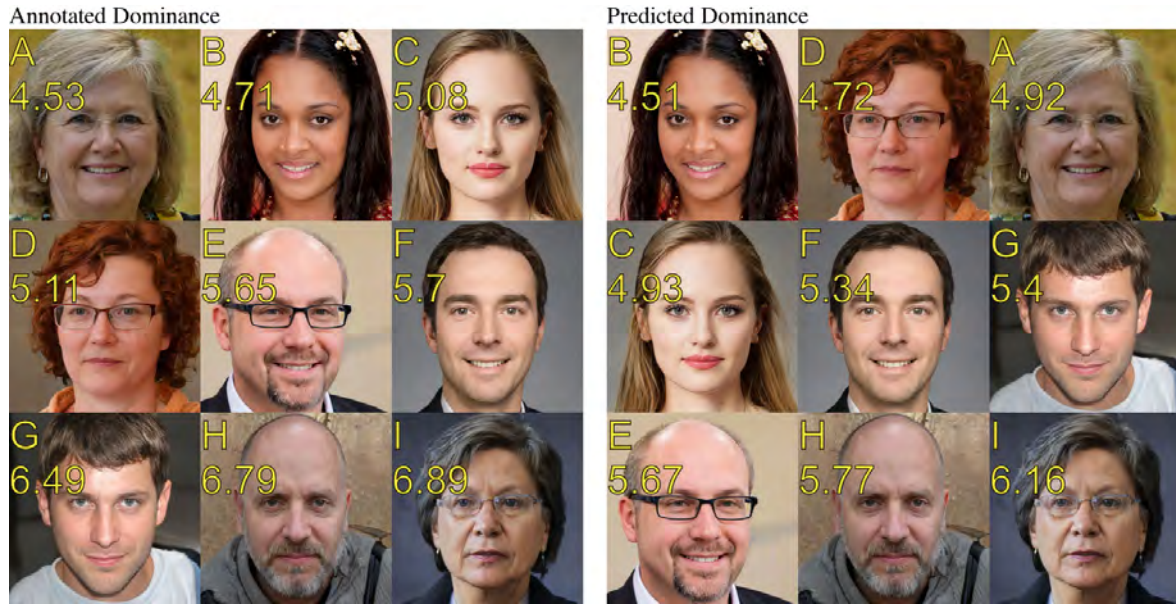 Annotated Dominance
A B C
4.53 4.71 5.08
D E F
5.11 5.65 5.7
G H I
6.49 6.79 6.89
Predicted Dominance
B D A
4.51 4.72 4.92
C F G
4.93 5.34 5.4
E H I
5.67 5.77 6.16